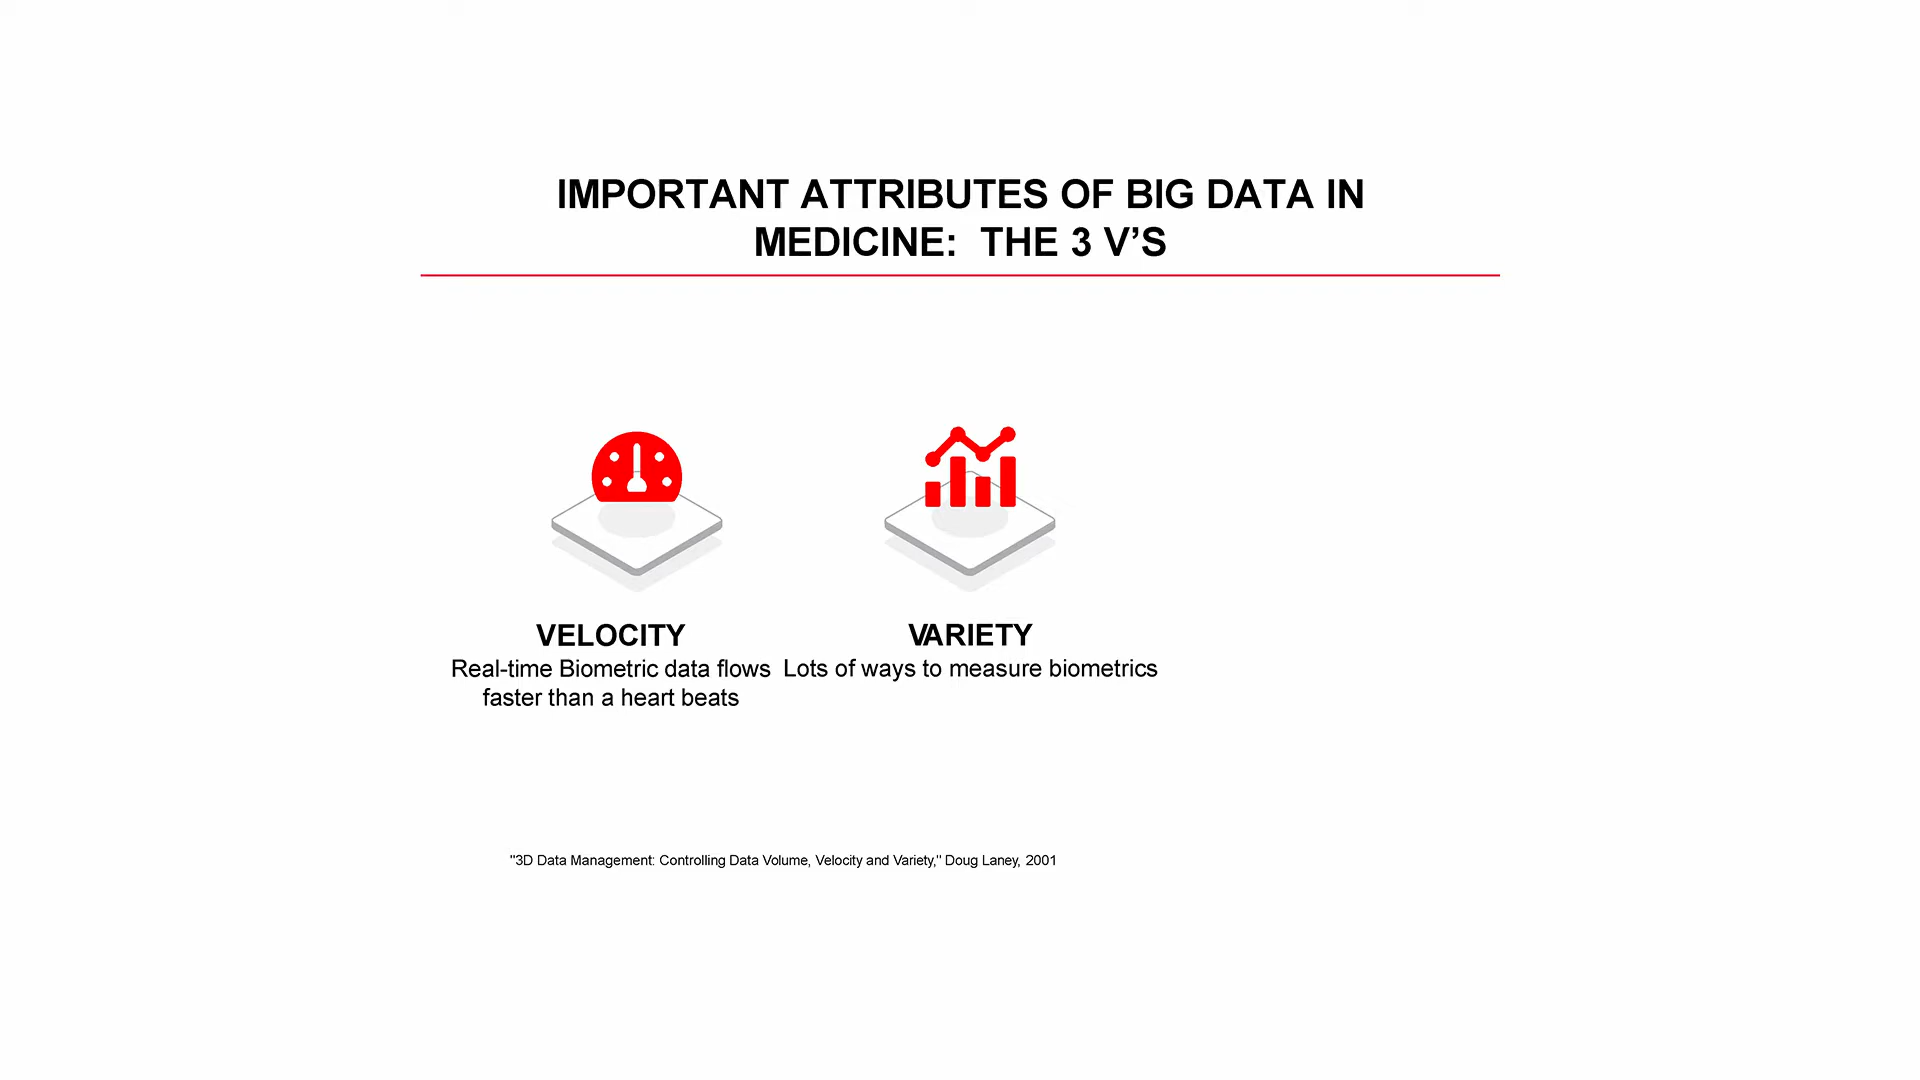 IMPORTANT ATTRIBUTES OF BIG DATA IN
MEDICINE:  THE 3 V’S
VELOCITY
Real-time Biometric data flows
faster than a heart beats
VARIETY
Lots of ways to measure biometrics
"3D Data Management: Controlling Data Volume, Velocity and Variety," Doug Laney, 2001